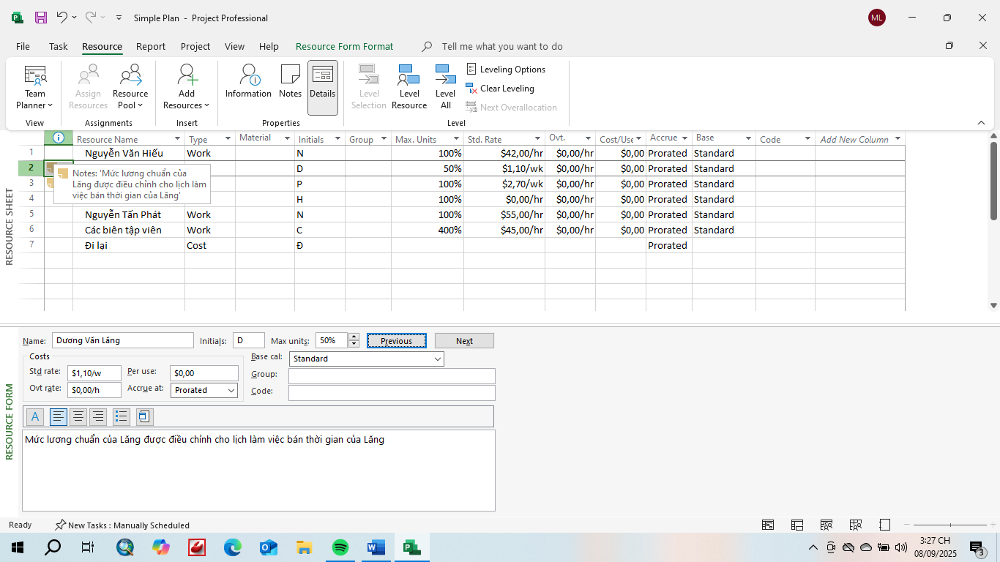 Simple Plan - Project Professional
ML
File Task Resource Report Project View Help Resource Form Format Tell me what you want to do
Team Planner
Assign Resources
Resource Pool
Add Resources
Information
Notes
Details
Level Selection
Level Resource
Level All
Leveling Options
Clear Leveling
Next Overallocation
View Assignments Insert Properties Level
Resource Name Type Material Initials Group Max. Units Std. Rate Ovt. Cost/Use Accrue Base Code Add New Column
1 Nguyễn Văn Hiếu Work N 100% $42,00/hr $0,00/hr $0,00 Prorated Standard
2 D 50% $1,10/wk $0,00/hr $0,00 Prorated Standard
Notes: 'Mức lương chuẩn của
Lăng được điều chỉnh cho lịch làm
việc bán thời gian của Lăng'
3 P 100% $2,70/wk $0,00/hr $0,00 Prorated Standard
4 H 100% $0,00/hr $0,00/hr $0,00 Prorated Standard
5 Nguyễn Tấn Phát Work N 100% $55,00/hr $0,00/hr $0,00 Prorated Standard
6 Các biên tập viên Work C 400% $45,00/hr $0,00/hr $0,00 Prorated Standard
7 Đi lại Cost Đ Prorated
RESOURCE SHEET
Name: Dương Văn Lăng Initials: D Max units: 50% Previous Next
Costs
Base cal: Standard
Std rate: $1,10/w Per use: $0,00
Group:
Ovt rate: $0,00/h Accrue at: Prorated
Code:
A
Mức lương chuẩn của Lăng được điều chỉnh cho lịch làm việc bán thời gian của Lăng
RESOURCE FORM
Ready New Tasks : Manually Scheduled
3:27 CH
08/09/2025
3